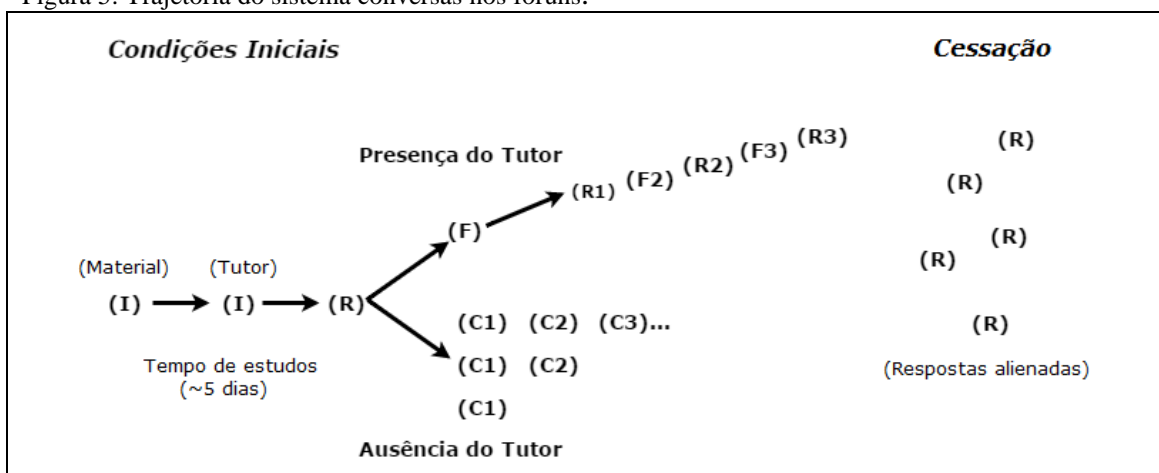 Figura 5: Trajetória do sistema conversas nos fóruns.
Condições Iniciais
Cessação
Presença do Tutor
(R1) (F2) (R2) (F3) (R3)
(F)
(Material) (Tutor)
(I) (I) (R)
Tempo de estudos
(~5 dias)
(C1) (C2) (C3)...
(C1) (C2)
(C1)
Ausência do Tutor
(R)
(R)
(R)
(R)
(R)
(Respostas alienadas)